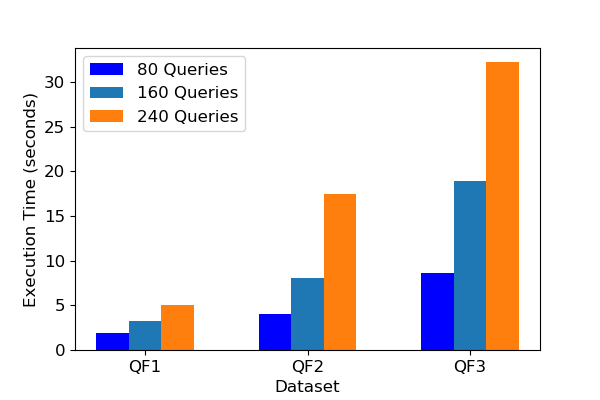 80 Queries
160 Queries
240 Queries
Execution Time (seconds)
30
25
20
15
10
5
0
QF1 QF2 QF3
Dataset